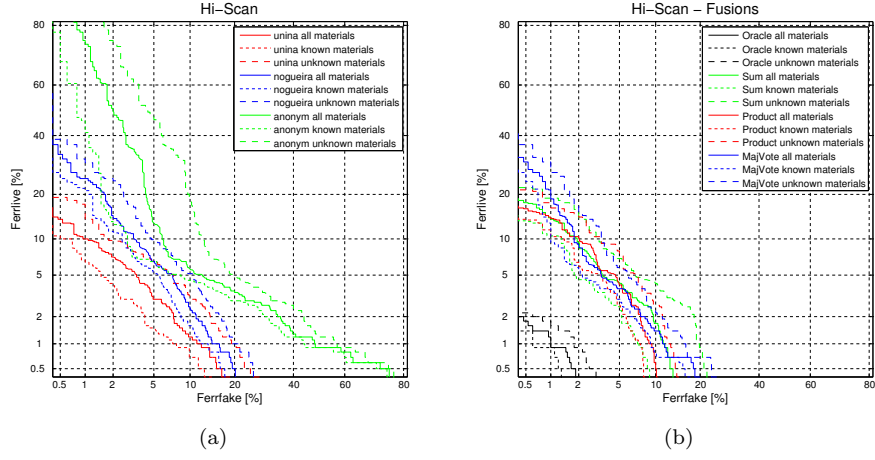 Hi−Scan
Ferrlive [%]
80
60
40
20
10
5
2
1
0.5
0.5 1 2 5 10 20 40 60 80
Ferrfake [%]
unina all materials
unina known materials
unina unknown materials
nogueira all materials
nogueira known materials
nogueira unknown materials
anonym all materials
anonym known materials
anonym unknown materials
(a)
Hi−Scan − Fusions
Ferrlive [%]
80
60
40
20
10
5
2
1
0.5
0.5 1 2 5 10 20 40 60 80
Ferrfake [%]
Oracle all materials
Oracle known materials
Oracle unknown materials
Sum all materials
Sum known materials
Sum unknown materials
Product all materials
Product known materials
Product unknown materials
MajVote all materials
MajVote known materials
MajVote unknown materials
(b)